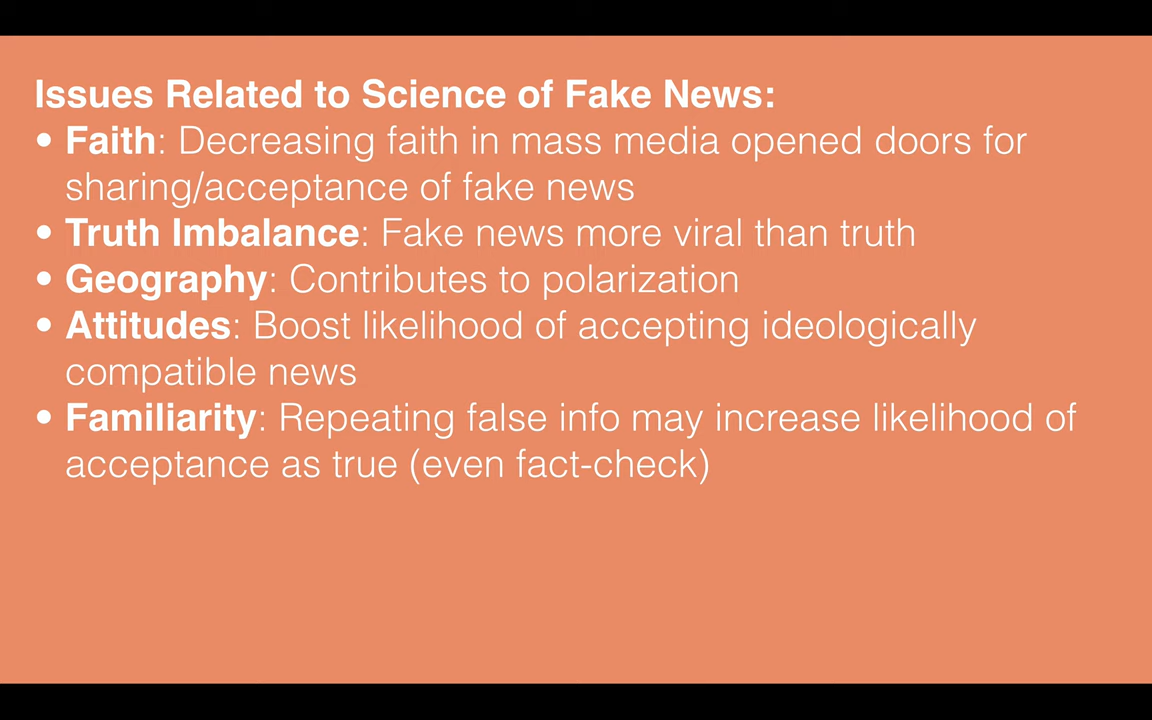 Issues Related to Science of Fake News:
• Faith: Decreasing faith in mass media opened doors for
sharing/acceptance of fake news
• Truth Imbalance: Fake news more viral than truth
• Geography: Contributes to polarization
• Attitudes: Boost likelihood of accepting ideologically
compatible news
• Familiarity: Repeating false info may increase likelihood of
acceptance as true (even fact-check)